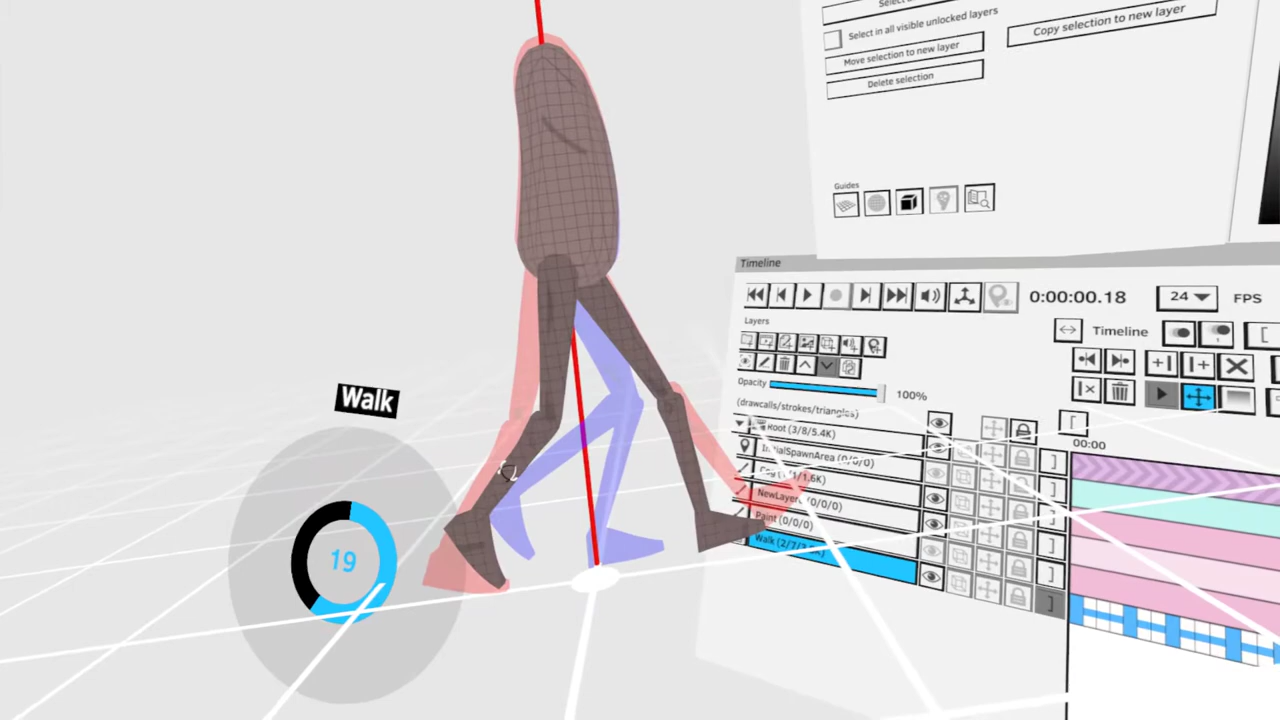 Select in all visible unlocked layers
Copy selection to new layer
Move selection to new layer
Delete selection
Guides
Timeline
0:00:00.18
24
FPS
Layers
Timeline
Opacity
100%
(drawcalls/strokes/triangles)
Root (3/8/5.4K)
00:00
InitialSpawnArea (0/0/0)
NewLayer (0/0/0)
Paint (0/0/0)
Walk
Walk
19